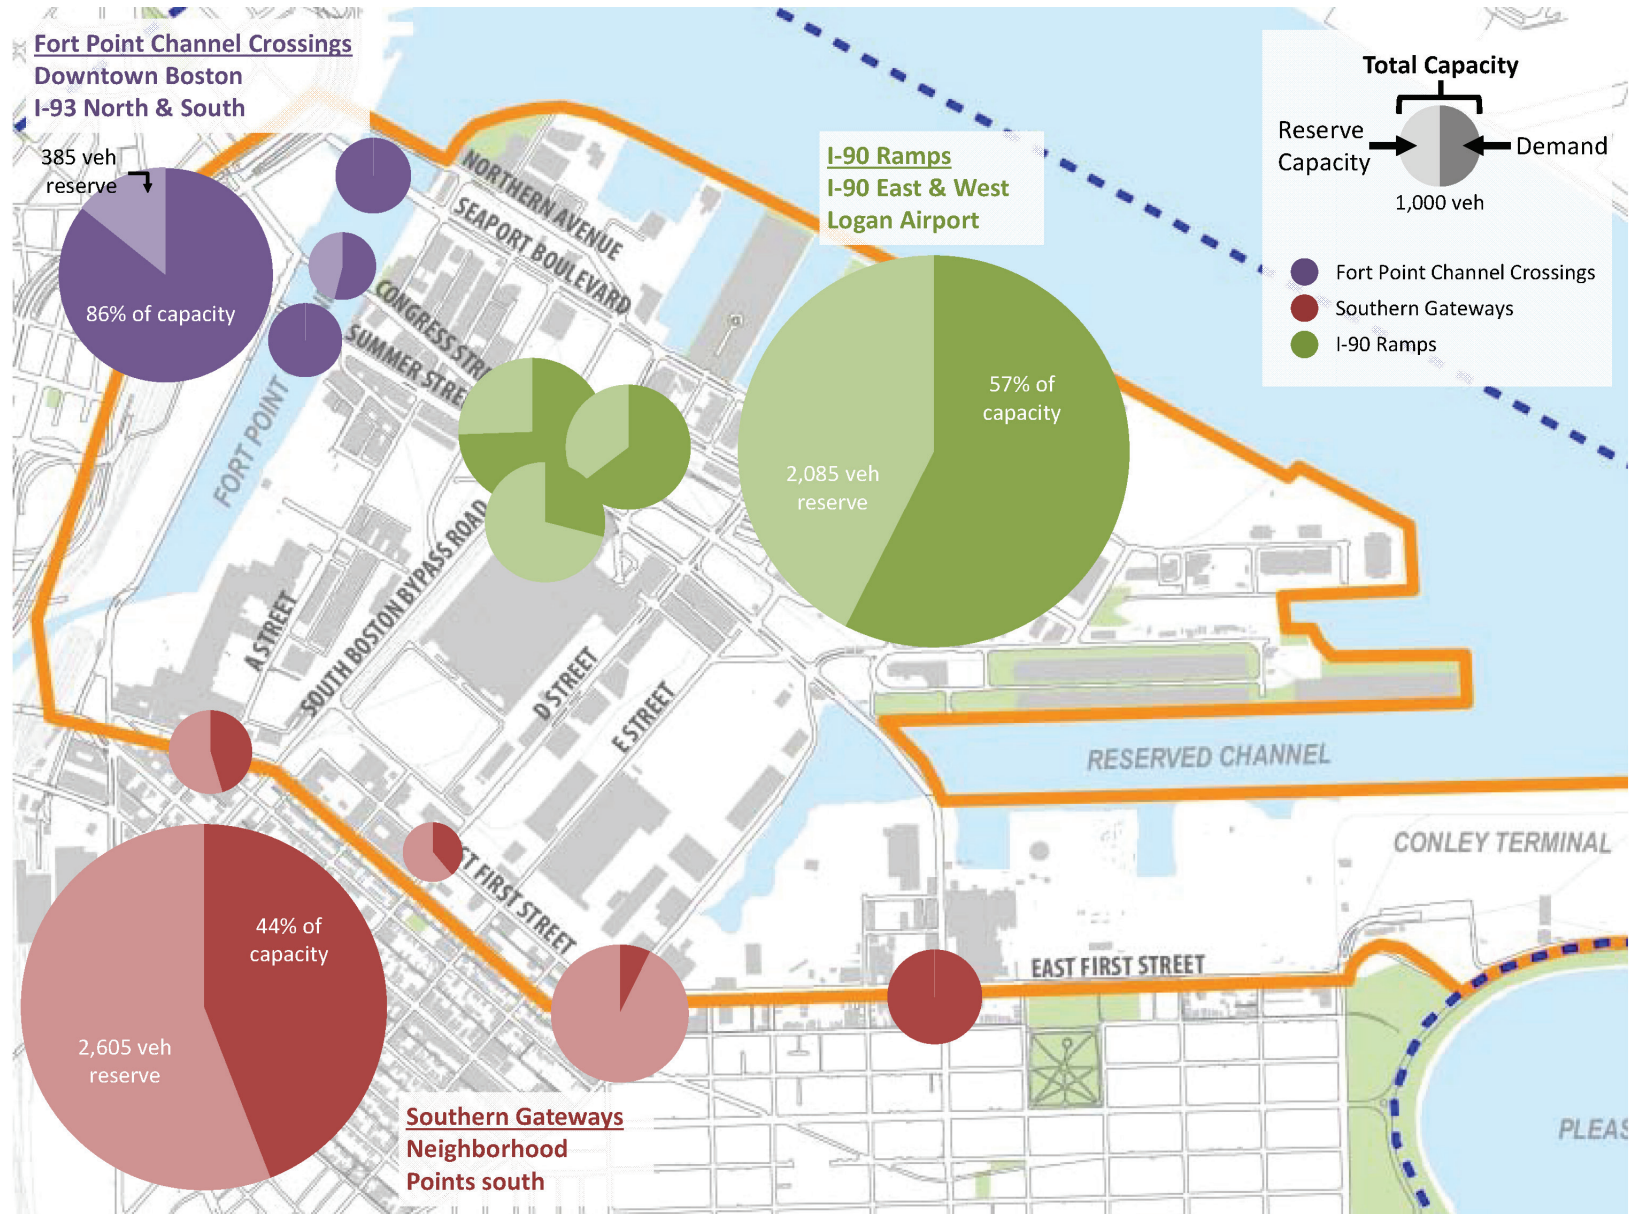 Fort Point Channel Crossings
Downtown Boston
I-93 North & South
385 veh
reserve
86% of capacity
NORTHERN AVENUE
SEAPORT BOULEVARD
SUMMER
FORT POINT
I-90 Ramps
I-90 East & West
Logan Airport
57% of
capacity
2,085 veh
reserve
Total Capacity
Reserve
Capacity
Demand
1,000 veh
Fort Point Channel Crossings
Southern Gateways
I-90 Ramps
A STREET
SOUTH BOSTON BYPASS ROAD
D STREET
E STREET
RESERVED CHANNEL
CONLEY TERMINAL
FIRST STREET
EAST FIRST STREET
44% of
capacity
2,605 veh
reserve
Southern Gateways
Neighborhood
Points south